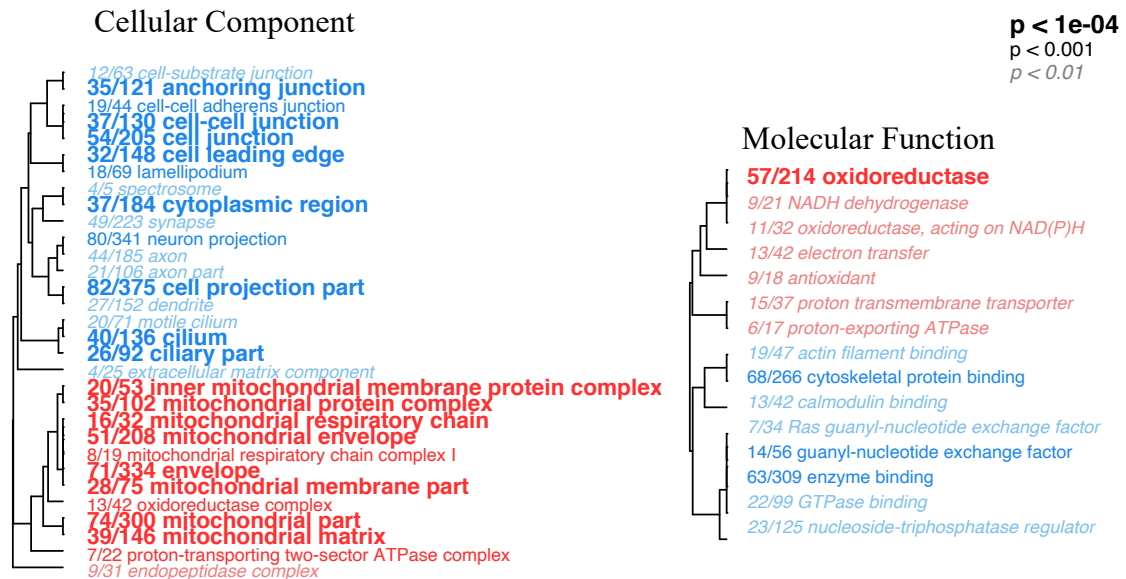 Cellular Component
12/63 cell-substrate junction
35/121 anchoring junction
19/44 cell-cell adherens junction
37/130 cell-cell junction
54/205 cell junction
32/148 cell leading edge
18/69 lamellipodium
4/5 spectrosome
37/184 cytoplasmic region
49/223 synapse
80/341 neuron projection
44/185 axon
21/106 axon part
82/375 cell projection part
27/152 dendrite
20/71 motile cilium
40/136 cilium
26/92 ciliary part
4/25 extracellular matrix component
20/53 inner mitochondrial membrane protein complex
35/102 mitochondrial protein complex
16/32 mitochondrial respiratory chain
51/208 mitochondrial envelope
8/19 mitochondrial respiratory chain complex I
71/334 envelope
28/75 mitochondrial membrane part
13/42 oxidoreductase complex
74/300 mitochondrial part
39/146 mitochondrial matrix
7/22 proton-transporting two-sector ATPase complex
9/31 endopeptidase complex
p < 1e-04
p < 0.001
p < 0.01
Molecular Function
57/214 oxidoreductase
9/21 NADH dehydrogenase
11/32 oxidoreductase, acting on NAD(P)H
13/42 electron transfer
9/18 antioxidant
15/37 proton transmembrane transporter
6/17 proton-exporting ATPase
19/47 actin filament binding
68/266 cytoskeletal protein binding
13/42 calmodulin binding
7/34 Ras guanyl-nucleotide exchange factor
14/56 guanyl-nucleotide exchange factor
63/309 enzyme binding
22/99 GTPase binding
23/125 nucleoside-triphosphatase regulator